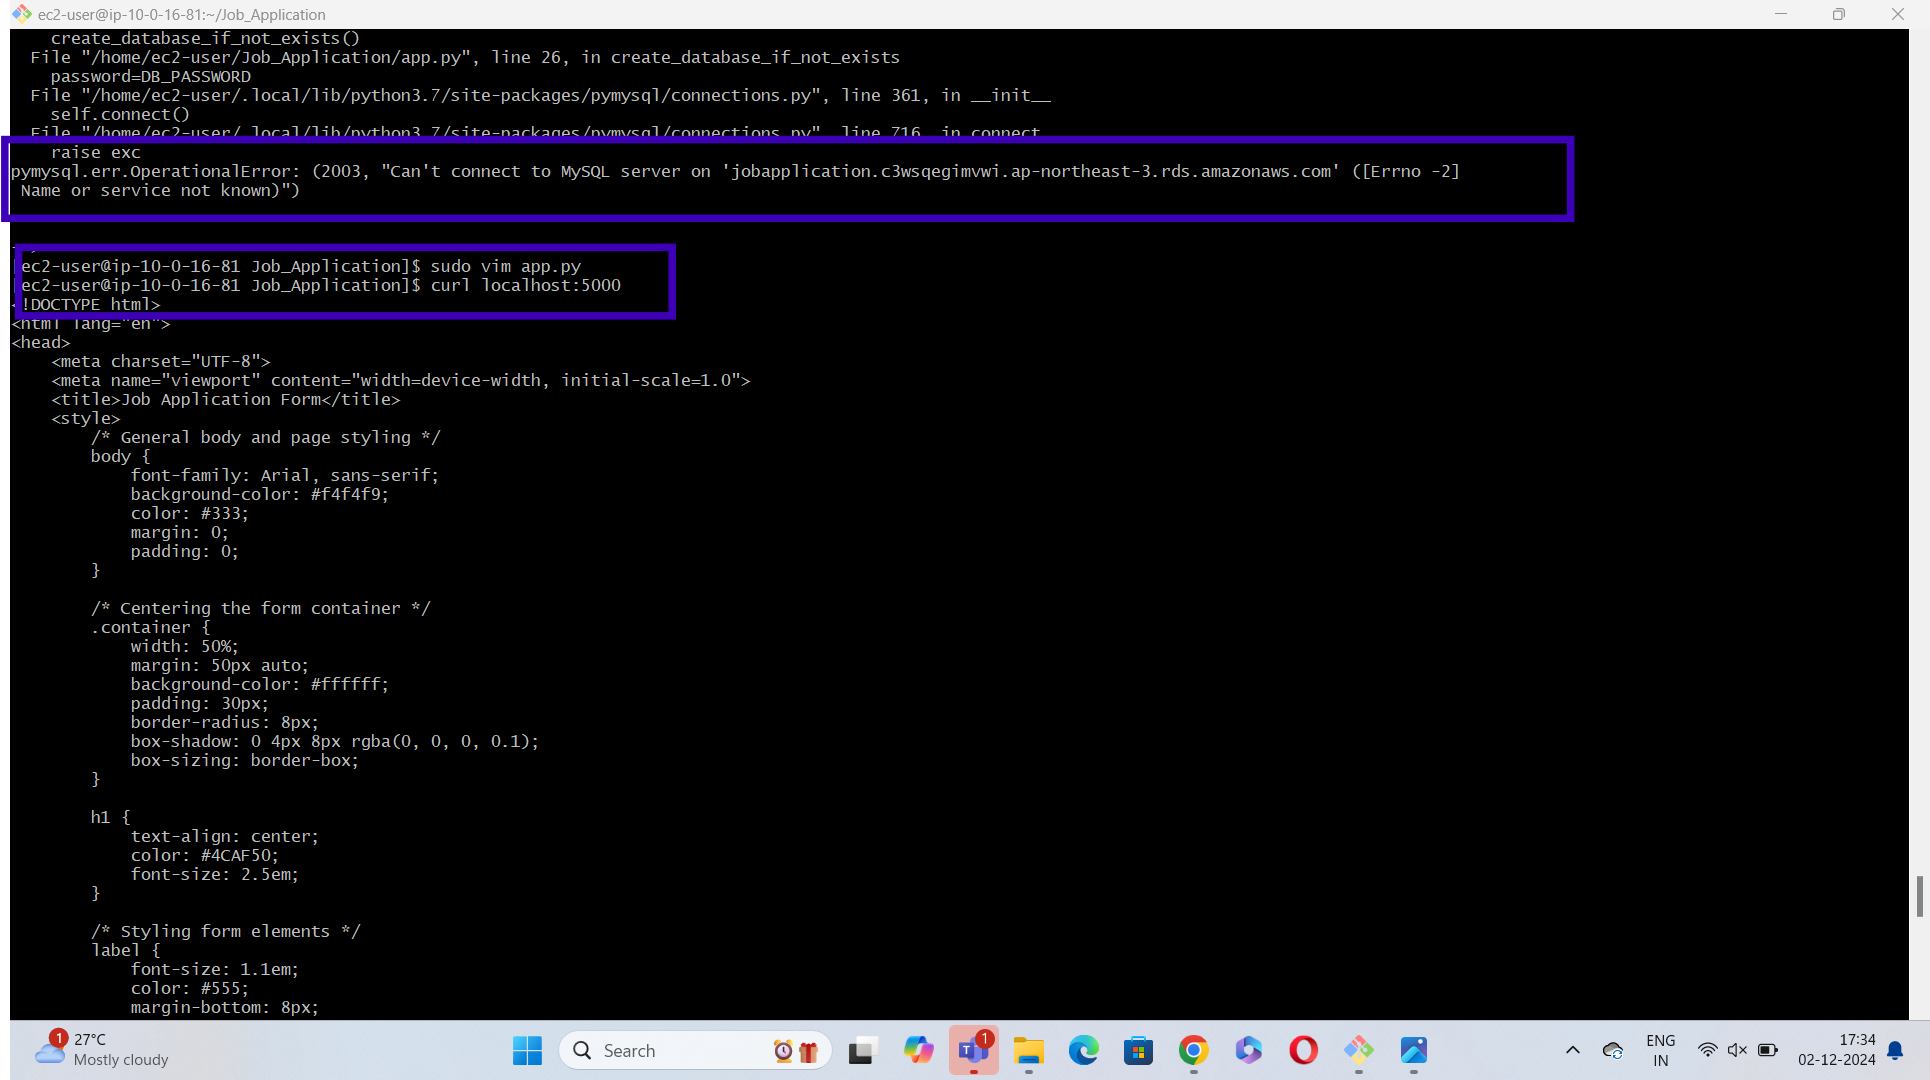 ec2-user@ip-10-0-16-81:~/Job_Application
create_database_if_not_exists()
File "/home/ec2-user/Job_Application/app.py", line 26, in create_database_if_not_exists
password=DB_PASSWORD
File "/home/ec2-user/.local/lib/python3.7/site-packages/pymysql/connections.py", line 361, in __init__
self.connect()
File "/home/ec2-user/.local/lib/python3.7/site-packages/pymysql/connections.py", line 716, in connect
raise exc
pymysql.err.OperationalError: (2003, "Can't connect to MySQL server on 'jobapplication.c3wsqegimvwi.ap-northeast-3.rds.amazonaws.com' ([Errno -2]
Name or service not known)")
[ec2-user@ip-10-0-16-81 Job_Application]$ sudo vim app.py
[ec2-user@ip-10-0-16-81 Job_Application]$ curl localhost:5000
<!DOCTYPE html>
<html lang="en">
<head>
<meta charset="UTF-8">
<meta name="viewport" content="width=device-width, initial-scale=1.0">
<title>Job Application Form</title>
<style>
/* General body and page styling */
body {
font-family: Arial, sans-serif;
background-color: #f4f4f9;
color: #333;
margin: 0;
padding: 0;
}
/* Centering the form container */
.container {
width: 50%;
margin: 50px auto;
background-color: #ffffff;
padding: 30px;
border-radius: 8px;
box-shadow: 0 4px 8px rgba(0, 0, 0, 0.1);
box-sizing: border-box;
}
h1 {
text-align: center;
color: #4CAF50;
font-size: 2.5em;
}
/* Styling form elements */
label {
font-size: 1.1em;
color: #555;
margin-bottom: 8px;
1
27°C
Mostly cloudy
Search
T
1
ENG
IN
17:34
02-12-2024